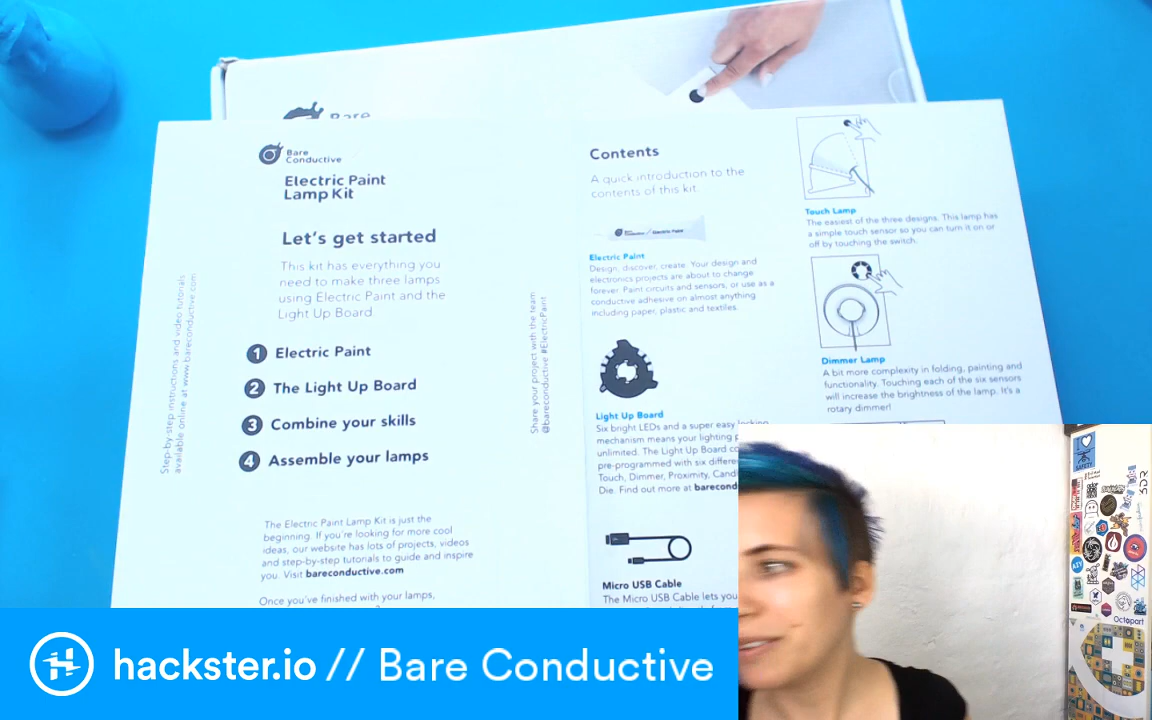 Bare
Bare
Conductive
Electric Paint
Lamp Kit
Let's get started
This kit has everything you
need to make three lamps
using Electric Paint and the
Light Up Board.
1 Electric Paint
2 The Light Up Board
3 Combine your skills
4 Assemble your lamps
The Electric Paint Lamp Kit is just the
beginning. If you're looking for more cool
ideas, our website has lots of projects, videos
and step-by-step tutorials to guide and inspire
you. Visit bareconductive.com
Once you've finished with your lamps,
Step-by-step instructions and video tutorials
available online at www.bareconductive.com
Share your project with the team
@bareconductive #ElectricPaint
Contents
A quick introduction to the
contents of this kit.
Bare
Conductive / Electric Paint
Electric Paint
Design, discover, create. Your design and
electronics projects are about to change
forever. Paint circuits and sensors, or use as a
conductive adhesive on almost anything
including paper, plastic and textiles.
Light Up Board
Six bright LEDs and a super easy locking
mechanism means your lighting p
unlimited. The Light Up Board co
pre-programmed with six differe
Touch, Dimmer, Proximity, Cand
Die. Find out more at barecond
Micro USB Cable
The Micro USB Cable lets you
Touch Lamp
The easiest of the three designs. This lamp has
a simple touch sensor so you can turn it on or
off by touching the switch.
Dimmer Lamp
A bit more complexity in folding, painting and
functionality. Touching each of the six sensors
will increase the brightness of the lamp. It's a
rotary dimmer!
SAFETY
Octopart
hackster.io // Bare Conductive